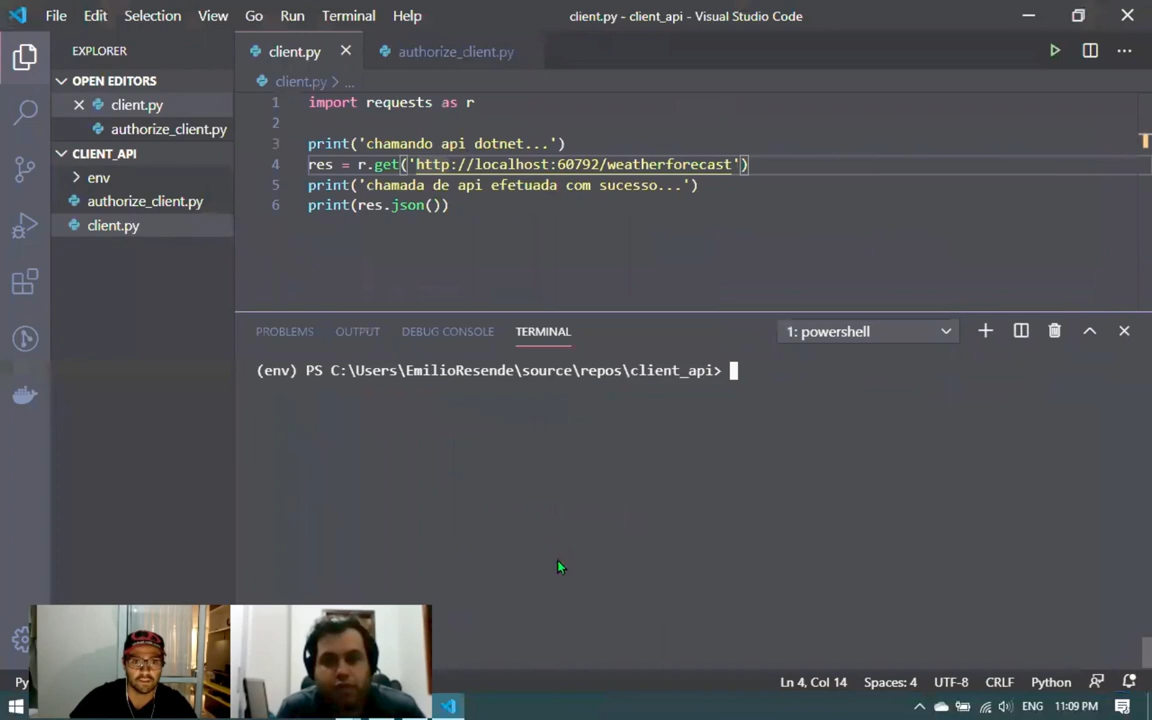 File Edit Selection View Go Run Terminal Help client.py - client_api - Visual Studio Code
EXPLORER
OPEN EDITORS
client.py
authorize_client.py
CLIENT_API
env
authorize_client.py
client.py
client.py authorize_client.py
client.py > ...
1 import requests as r
2
3 print('chamando api dotnet...')
4 res = r.get('http://localhost:60792/weatherforecast')
5 print('chamada de api efetuada com sucesso...')
6 print(res.json())
PROBLEMS OUTPUT DEBUG CONSOLE TERMINAL 1: powershell
(env) PS C:\Users\EmilioResende\source\repos\client_api>
Py Ln 4, Col 14 Spaces: 4 UTF-8 CRLF Python
ENG 11:09 PM